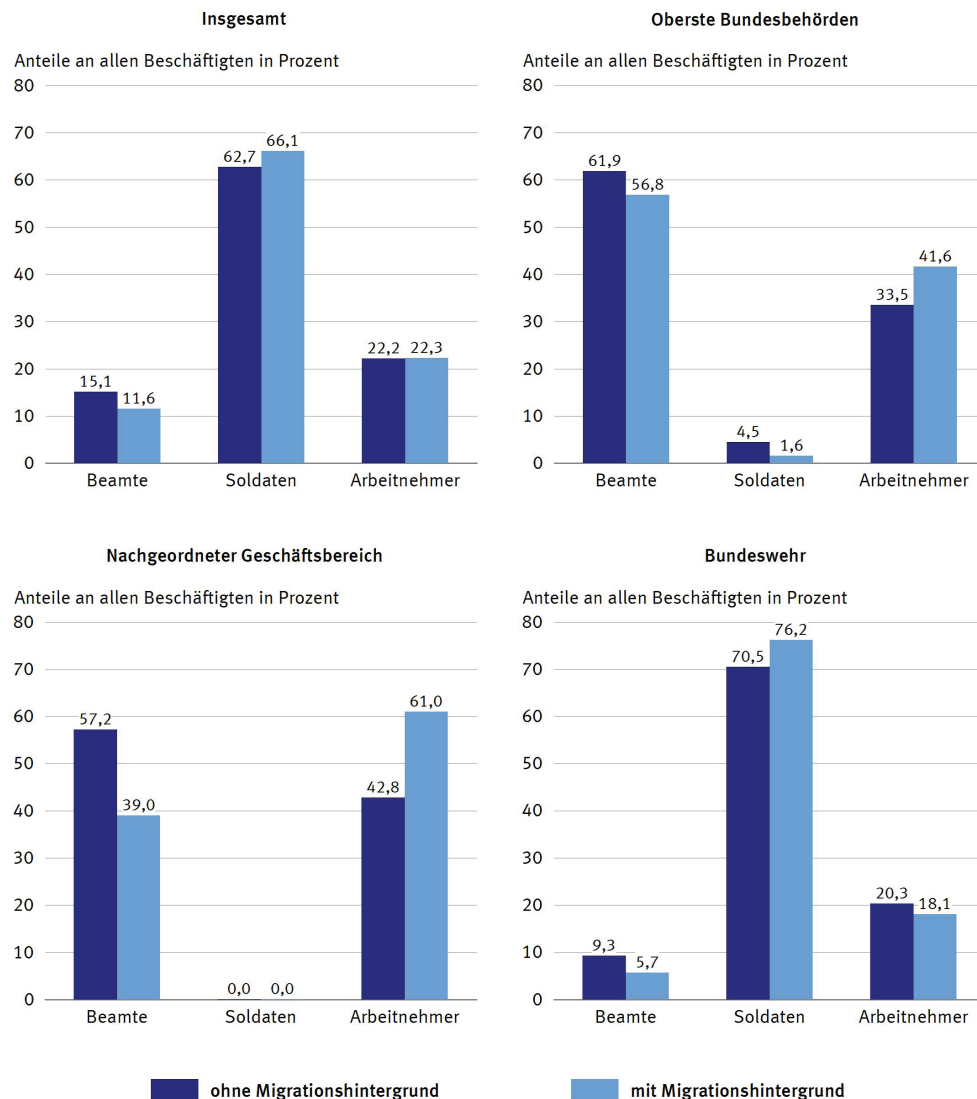 Insgesamt
Anteile an allen Beschäftigten in Prozent
80
70
60
50
40
30
20
10
0
15,1
11,6
62,7
66,1
22,2
22,3
Beamte
Soldaten
Arbeitnehmer
Oberste Bundesbehörden
Anteile an allen Beschäftigten in Prozent
80
70
60
50
40
30
20
10
0
61,9
56,8
4,5
1,6
33,5
41,6
Beamte
Soldaten
Arbeitnehmer
Nachgeordneter Geschäftsbereich
Anteile an allen Beschäftigten in Prozent
80
70
60
50
40
30
20
10
0
57,2
39,0
0,0
0,0
42,8
61,0
Beamte
Soldaten
Arbeitnehmer
Bundeswehr
Anteile an allen Beschäftigten in Prozent
80
70
60
50
40
30
20
10
0
9,3
5,7
70,5
76,2
20,3
18,1
Beamte
Soldaten
Arbeitnehmer
ohne Migrationshintergrund
mit Migrationshintergrund